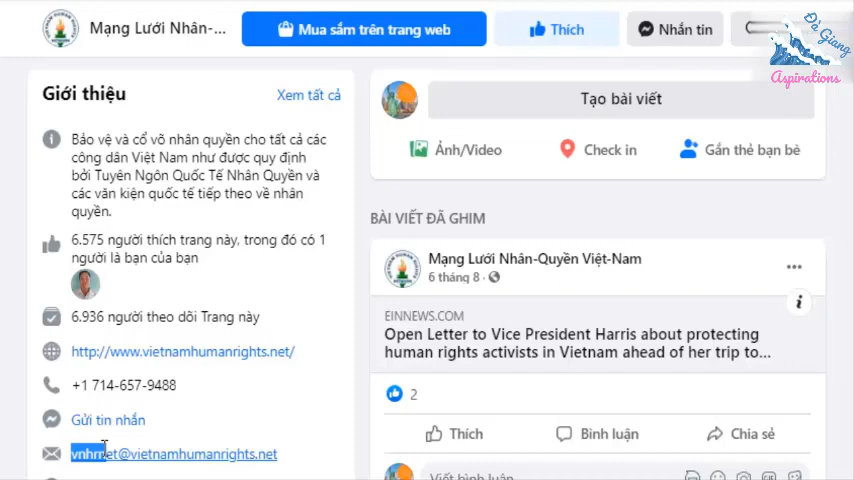 Mạng Lưới Nhân-...
Mua sắm trên trang web
Thích
Nhắn tin
Đà Giang
Aspirations
Giới thiệu
Xem tất cả
Bảo vệ và cổ võ nhân quyền cho tất cả các
công dân Việt Nam như được quy định
bởi Tuyên Ngôn Quốc Tế Nhân Quyền và
các văn kiện quốc tế tiếp theo về nhân
quyền.
6.575 người thích trang này, trong đó có 1
người là bạn của bạn
6.936 người theo dõi Trang này
http://www.vietnamhumanrights.net/
+1 714-657-9488
Gửi tin nhắn
vnhrnet@vietnamhumanrights.net
Tạo bài viết
Ảnh/Video
Check in
Gắn thẻ bạn bè
BÀI VIẾT ĐÃ GHIM
Mạng Lưới Nhân-Quyền Việt-Nam
6 tháng 8 ·
EINNEWS.COM
Open Letter to Vice President Harris about protecting
human rights activists in Vietnam ahead of her trip to...
2
Thích
Bình luận
Chia sẻ
Viết bình luận...